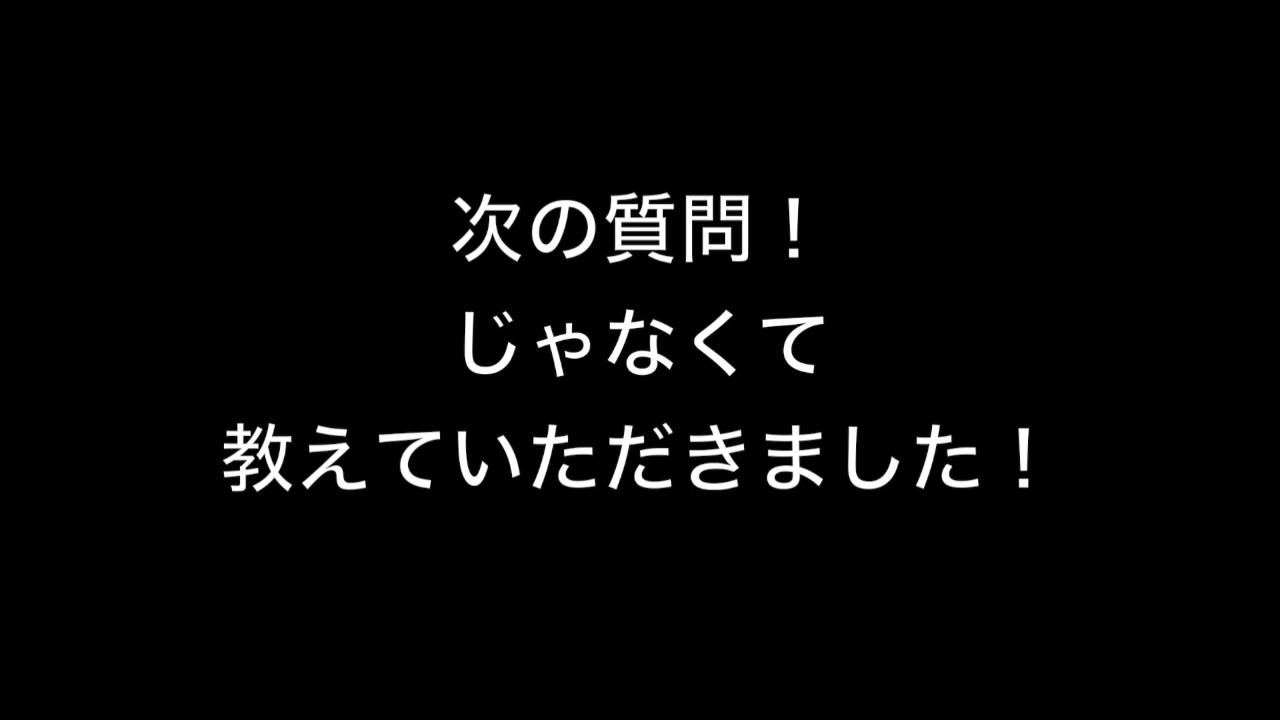 次の質問！
じゃなくて
教えていただきました！